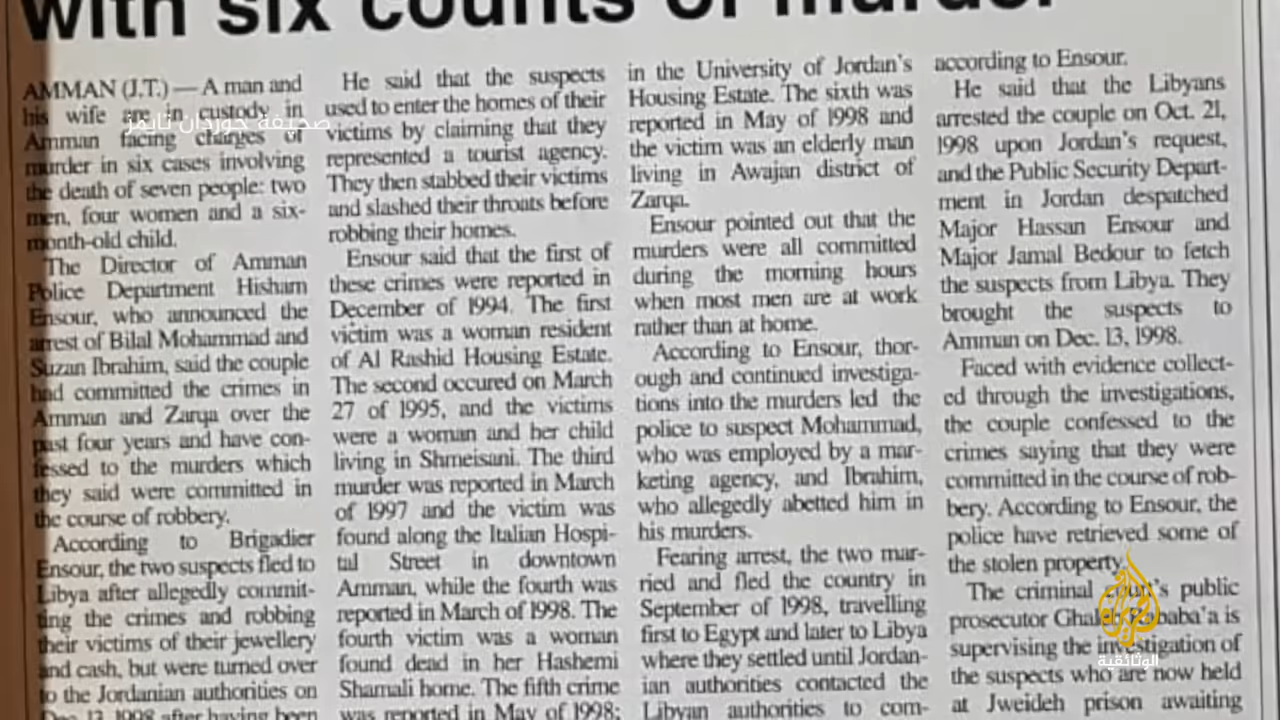 with six counts of murder
AMMAN (J.T.) — A man and
his wife are in custody in
Amman facing charges of
murder in six cases involving
the death of seven people: two
men, four women and a six-
month-old child.
The Director of Amman
Police Department Hisham
Ensour, who announced the
arrest of Bilal Mohammad and
Suzan Ibrahim, said the couple
had committed the crimes in
Amman and Zarqa over the
past four years and have con-
fessed to the murders which
they said were committed in
the course of robbery.
According to Brigadier
Ensour, the two suspects fled to
Libya after allegedly commit-
ting the crimes and robbing
their victims of their jewellery
and cash, but were turned over
to the Jordanian authorities on
Dec. 13, 1998 after having been
He said that the suspects
used to enter the homes of their
victims by claiming that they
represented a tourist agency.
They then stabbed their victims
and slashed their throats before
robbing their homes.
Ensour said that the first of
these crimes were reported in
December of 1994. The first
victim was a woman resident
of Al Rashid Housing Estate.
The second occured on March
27 of 1995, and the victims
were a woman and her child
living in Shmeisani. The third
murder was reported in March
of 1997 and the victim was
found along the Italian Hospi-
tal Street in downtown
Amman, while the fourth was
reported in March of 1998. The
fourth victim was a woman
found dead in her Hashemi
Shamali home. The fifth crime
was reported in May of 1998;
in the University of Jordan's
Housing Estate. The sixth was
reported in May of 1998 and
the victim was an elderly man
living in Awajan district of
Zarqa.
Ensour pointed out that the
murders were all committed
during the morning hours
when most men are at work
rather than at home.
According to Ensour, thor-
ough and continued investiga-
tions into the murders led the
police to suspect Mohammad,
who was employed by a mar-
keting agency, and Ibrahim,
who allegedly abetted him in
his murders.
Fearing arrest, the two mar-
ried and fled the country in
September of 1998, travelling
first to Egypt and later to Libya
where they settled until Jordan-
ian authorities contacted the
Libyan authorities to com-
according to Ensour.
He said that the Libyans
arrested the couple on Oct. 21,
1998 upon Jordan's request,
and the Public Security Depart-
ment in Jordan despatched
Major Hassan Ensour and
Major Jamal Bedour to fetch
the suspects from Libya. They
brought the suspects to
Amman on Dec. 13, 1998.
Faced with evidence collect-
ed through the investigations,
the couple confessed to the
crimes saying that they were
committed in the course of rob-
bery. According to Ensour, the
police have retrieved some of
the stolen property.
The criminal court's public
prosecutor Ghaleb is
supervising the investigation of
the suspects who are now held
at Jweideh prison awaiting
صحيفة جوردان تايمز
الجزيرة
الوثائقية